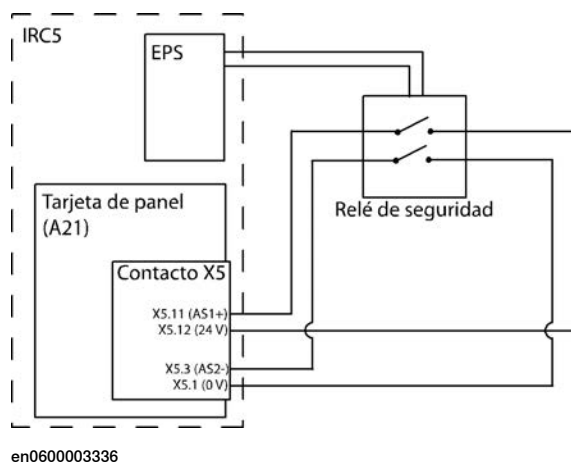 IRC5
EPS
Relé de seguridad
Tarjeta de panel
(A21)
Contacto X5
X5.11 (AS1+)
X5.12 (24 V)
X5.3 (AS2-)
X5.1 (0 V)
en0600003336